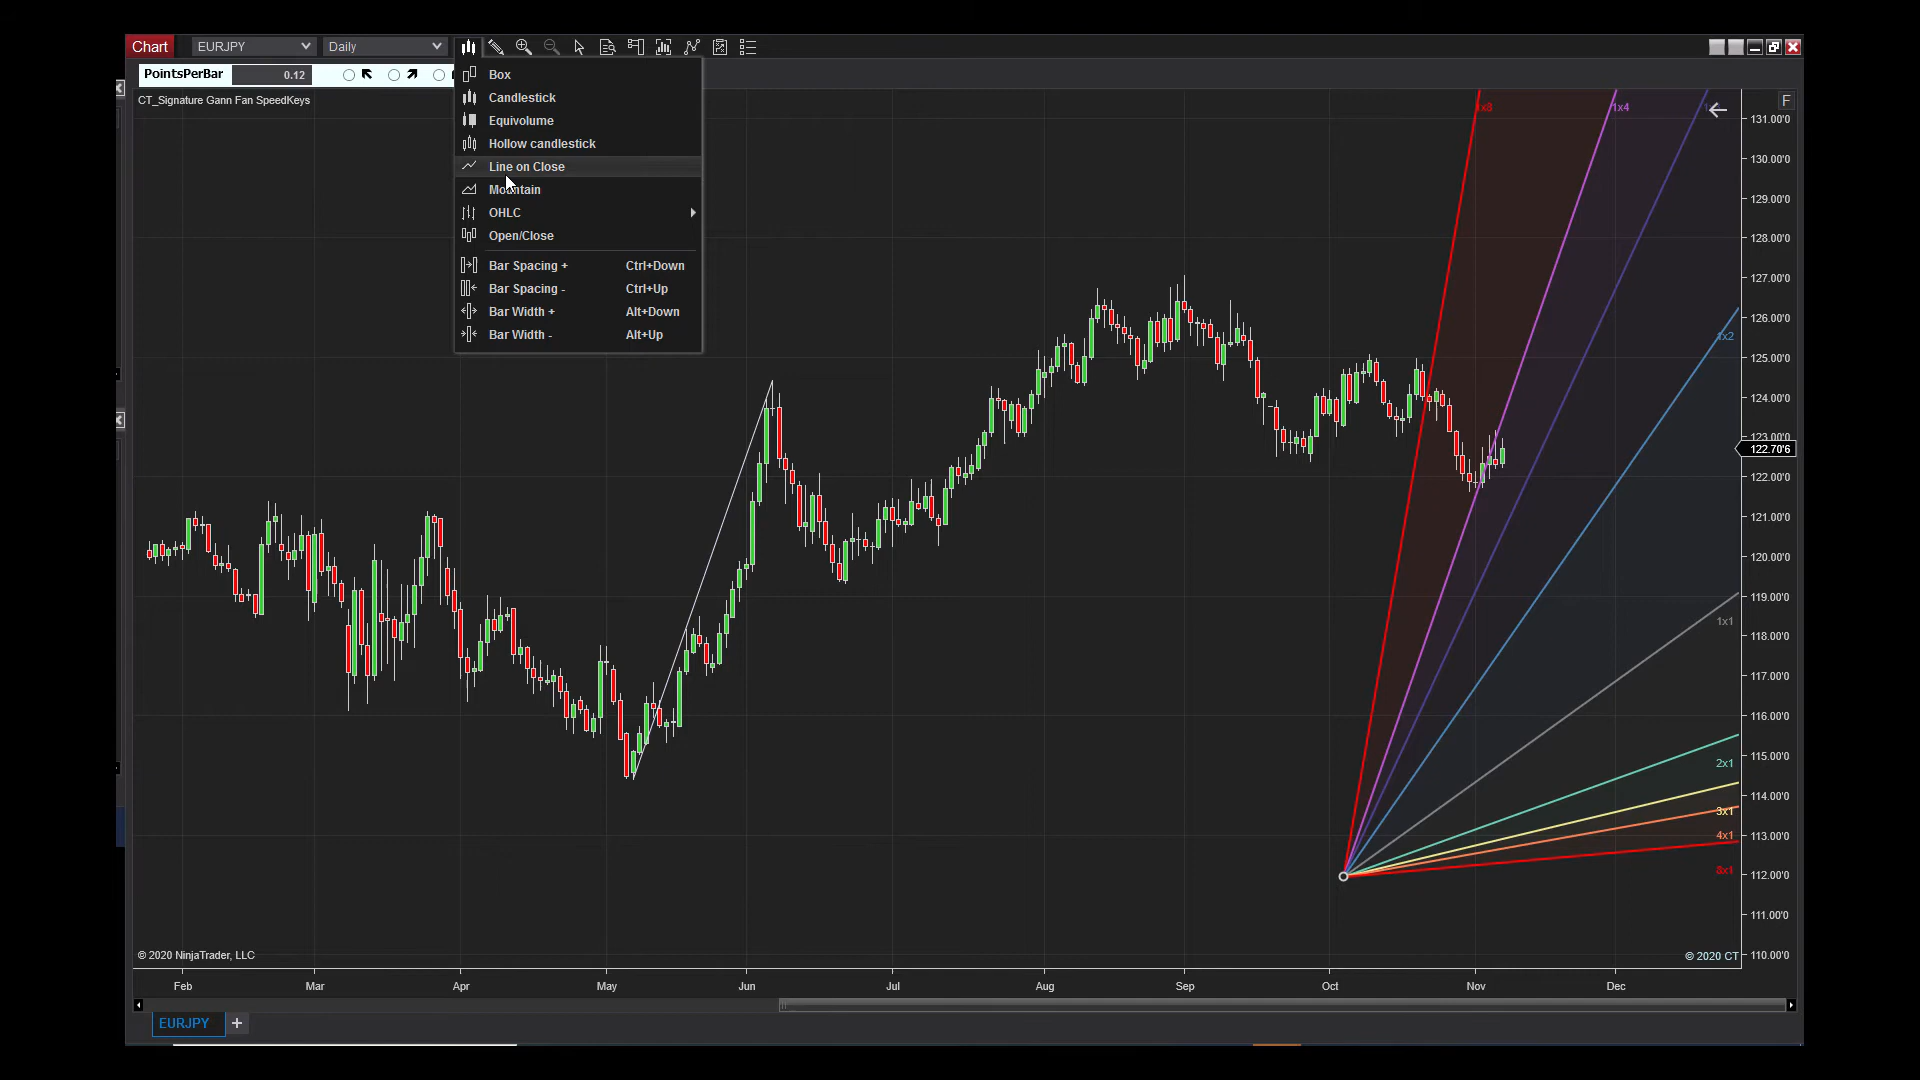 Chart EURJPY Daily
PointsPerBar 0.12
CT_Signature Gann Fan SpeedKeys
Box
Candlestick
Equivolume
Hollow candlestick
Line on Close
Mountain
OHLC
Open/Close
Bar Spacing + Ctrl+Down
Bar Spacing - Ctrl+Up
Bar Width + Alt+Down
Bar Width - Alt+Up
F
1x8
1x4
1x2
1x1
2x1
3x1
4x1
8x1
131.00'0
130.00'0
129.00'0
128.00'0
127.00'0
126.00'0
125.00'0
124.00'0
123.00'0
122.70'6
122.00'0
121.00'0
120.00'0
119.00'0
118.00'0
117.00'0
116.00'0
115.00'0
114.00'0
113.00'0
112.00'0
111.00'0
110.00'0
© 2020 NinjaTrader, LLC
© 2020 CT
Feb Mar Apr May Jun Jul Aug Sep Oct Nov Dec
EURJPY +